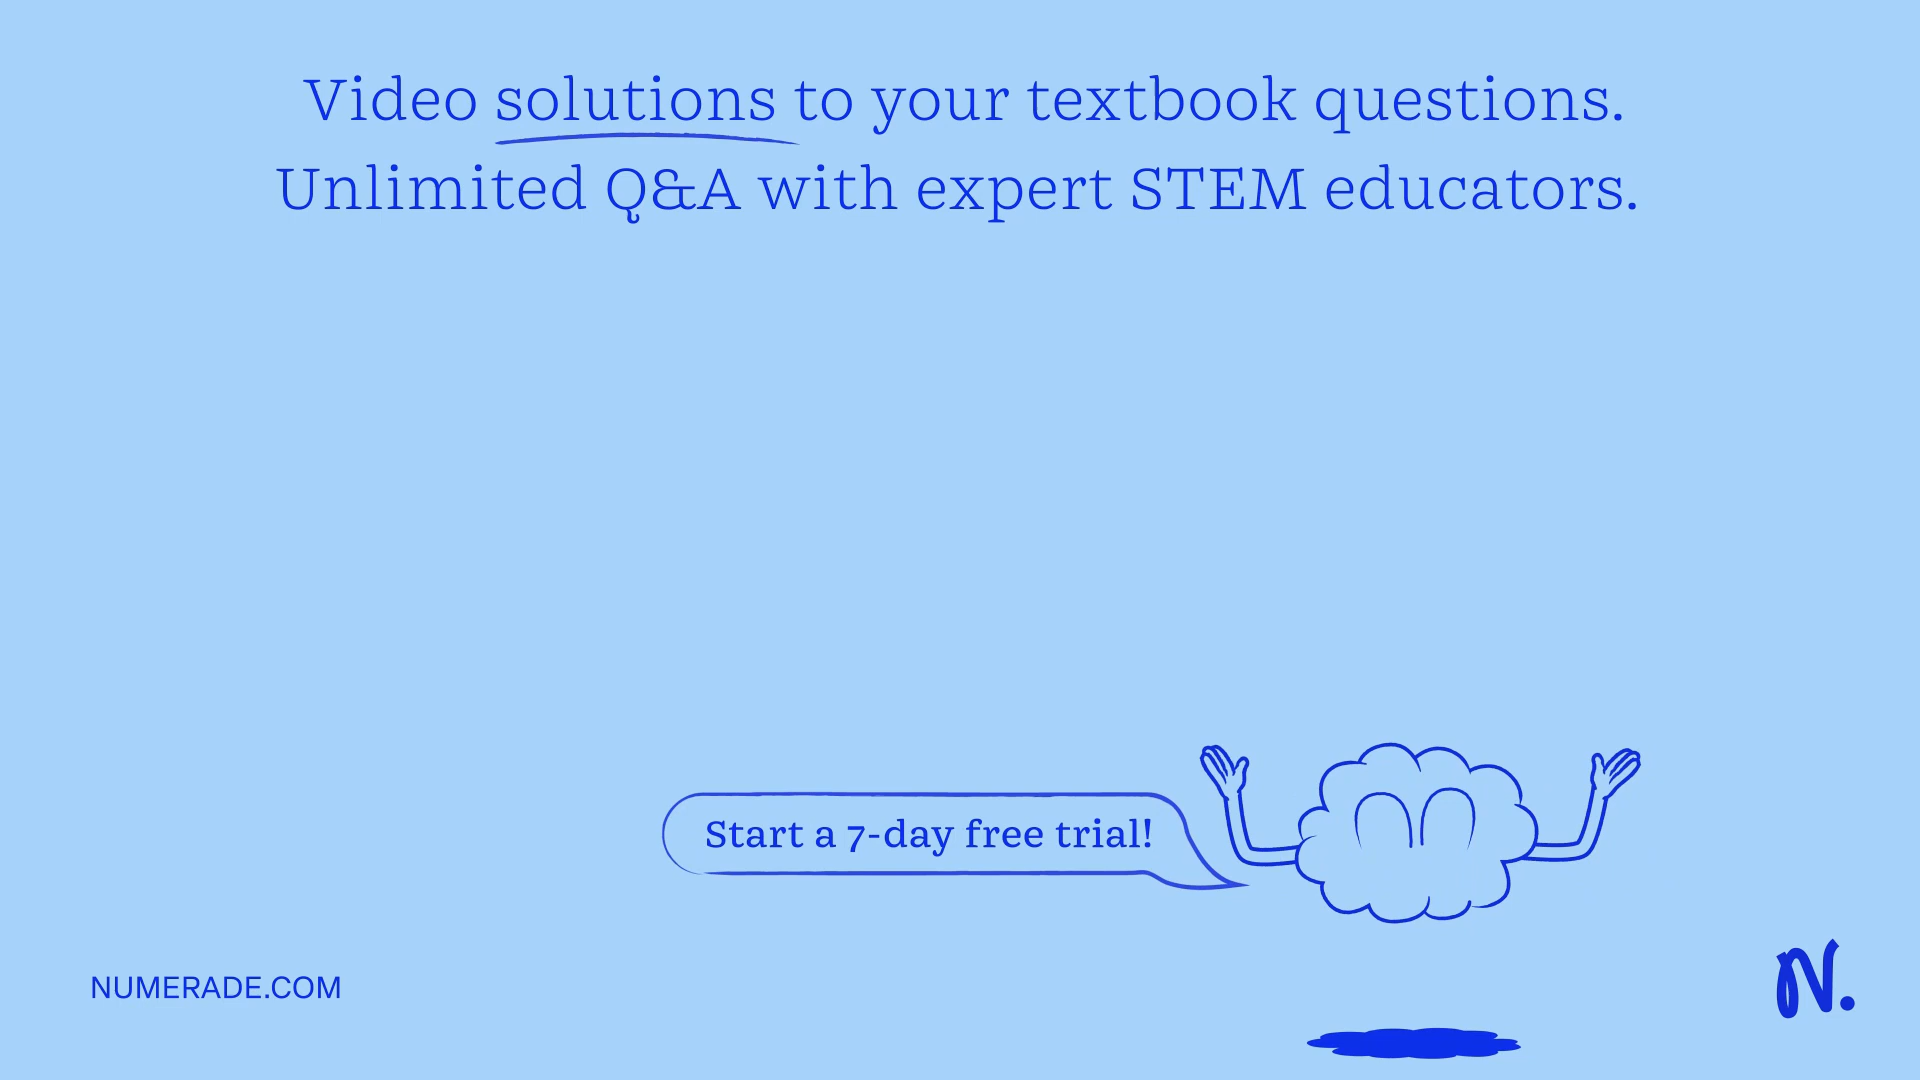 Video solutions to your textbook questions.
Unlimited Q&A with expert STEM educators.
Start a 7-day free trial!
NUMERADE.COM
N.